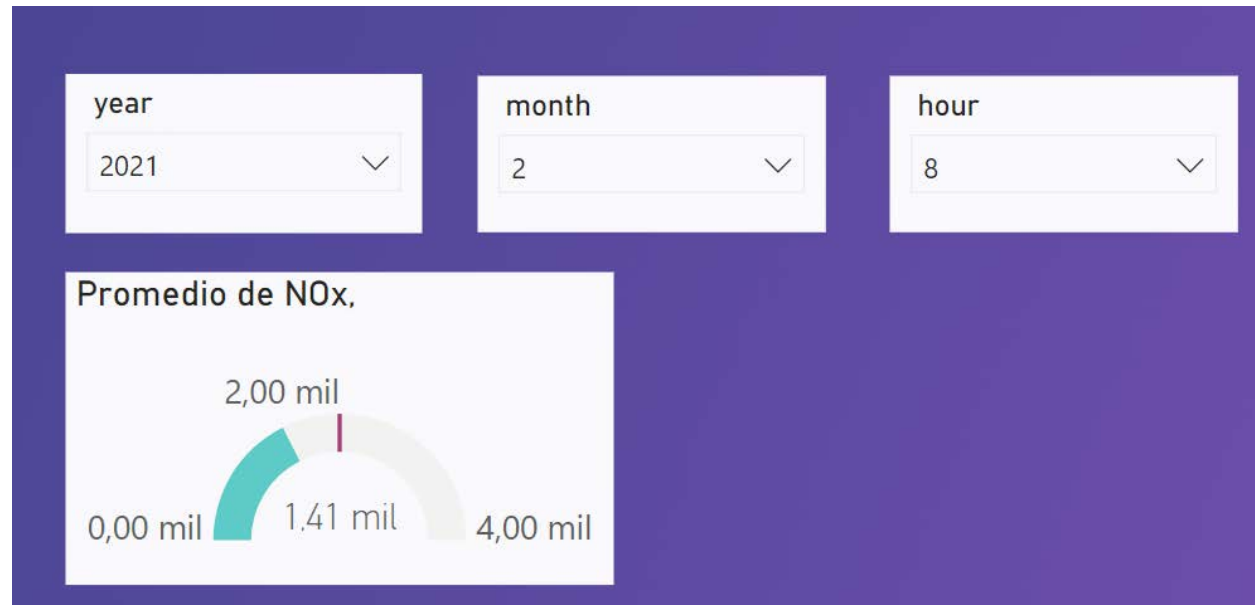 year
2021
month
2
hour
8
Promedio de NOx,
2,00 mil
0,00 mil
1,41 mil
4,00 mil